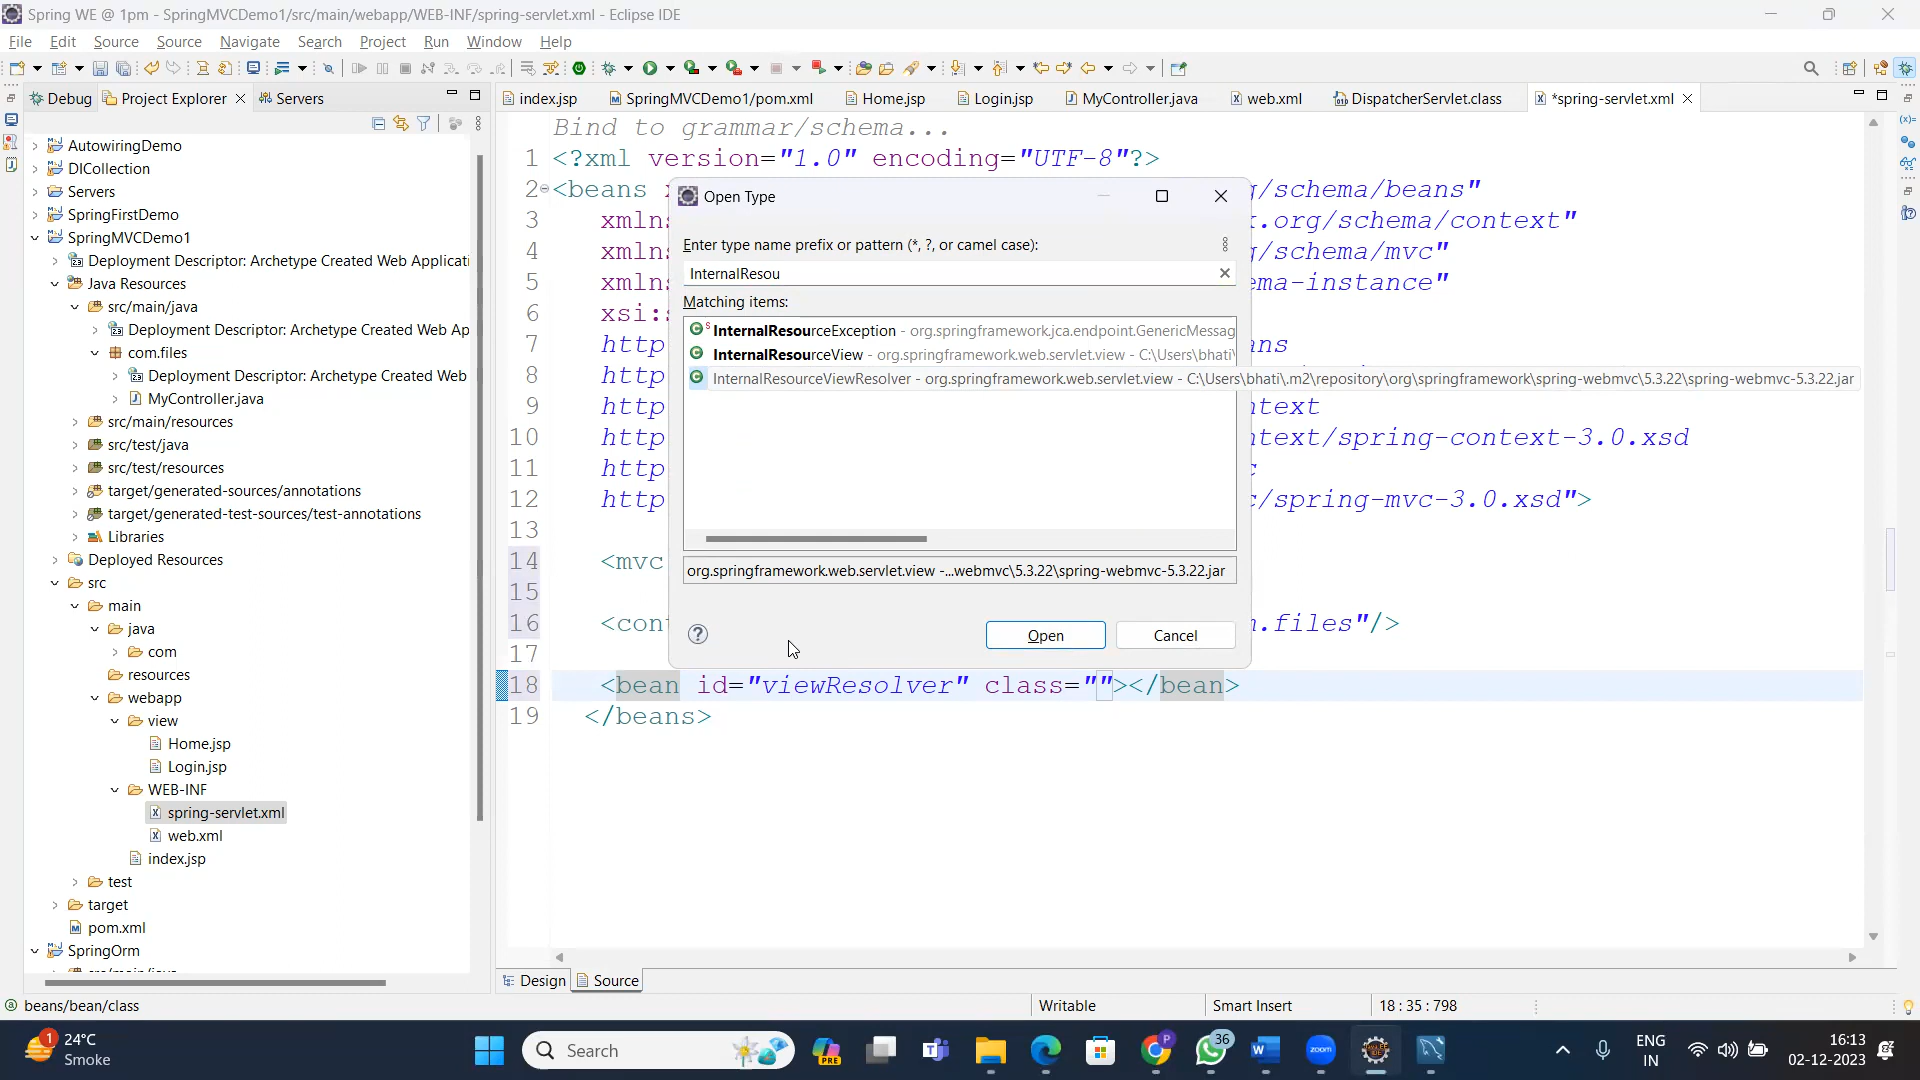 Spring WE @ 1pm - SpringMVCDemo1/src/main/webapp/WEB-INF/spring-servlet.xml - Eclipse IDE
File Edit Source Source Navigate Search Project Run Window Help
Debug Project Explorer Servers
index.jsp SpringMVCDemo1/pom.xml Home.jsp Login.jsp MyController.java web.xml DispatcherServlet.class *spring-servlet.xml
AutowiringDemo
DICollection
Servers
SpringFirstDemo
SpringMVCDemo1
Deployment Descriptor: Archetype Created Web Applicati
Java Resources
src/main/java
Deployment Descriptor: Archetype Created Web Ap
com.files
Deployment Descriptor: Archetype Created Web
MyController.java
src/main/resources
src/test/java
src/test/resources
target/generated-sources/annotations
target/generated-test-sources/test-annotations
Libraries
Deployed Resources
src
main
java
com
resources
webapp
view
Home.jsp
Login.jsp
WEB-INF
spring-servlet.xml
web.xml
index.jsp
test
target
pom.xml
SpringOrm
Bind to grammar/schema...
1 <?xml version="1.0" encoding="UTF-8"?>
2 <beans x g/schema/beans"
3 xmlns k.org/schema/context"
4 xmlns g/schema/mvc"
5 xmlns ema-instance"
6 xsi:s
7 http ans
8 http
9 http ntext
10 http ntext/spring-context-3.0.xsd
11 http c
12 http c/spring-mvc-3.0.xsd">
13
14 <mvc
15
16 <con m.files"/>
17
18 <bean id="viewResolver" class=""></bean>
19 </beans>
Open Type
Enter type name prefix or pattern (*, ?, or camel case):
InternalResou
Matching items:
InternalResourceException - org.springframework.jca.endpoint.GenericMessag
InternalResourceView - org.springframework.web.servlet.view - C:\Users\bhati\
InternalResourceViewResolver - org.springframework.web.servlet.view - C:\Users\bhati\.m2\repository\org\springframework\spring-webmvc\5.3.22\spring-webmvc-5.3.22.jar
org.springframework.web.servlet.view -...webmvc\5.3.22\spring-webmvc-5.3.22.jar
Open Cancel
Design Source
beans/bean/class Writable Smart Insert 18 : 35 : 798
1 24°C
Smoke
Search
PRE
36
zoom
ENG
IN
16:13
02-12-2023